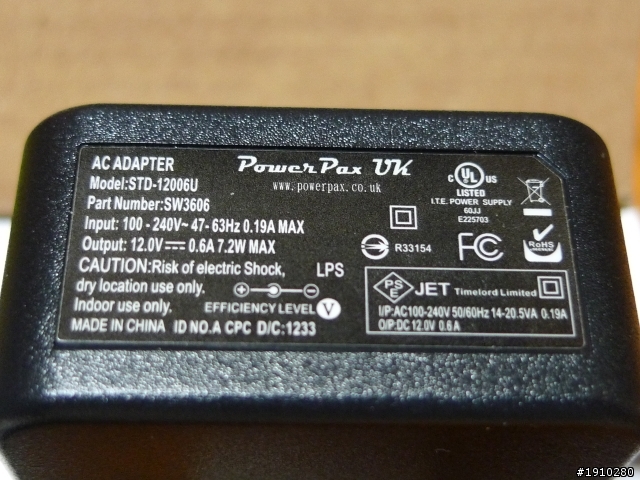 AC ADAPTER
Model:STD-12006U
Part Number:SW3606
Input: 100 - 240V~ 47- 63Hz 0.19A MAX
Output: 12.0V 0.6A 7.2W MAX
CAUTION:Risk of electric Shock,
dry location use only.
Indoor use only.
MADE IN CHINA ID NO.A CPC D/C:1233
PowerPax UK
www.powerpax.co.uk
LPS
EFFICIENCY LEVEL V
R33154
c UL US
LISTED
I.T.E. POWER SUPPLY
60JJ
E225703
FC
RoHS
PSE JET Timelord Limited
I/P:AC100-240V 50/60Hz 14-20.5VA 0.19A
O/P:DC 12.0V 0.6A
#1910280